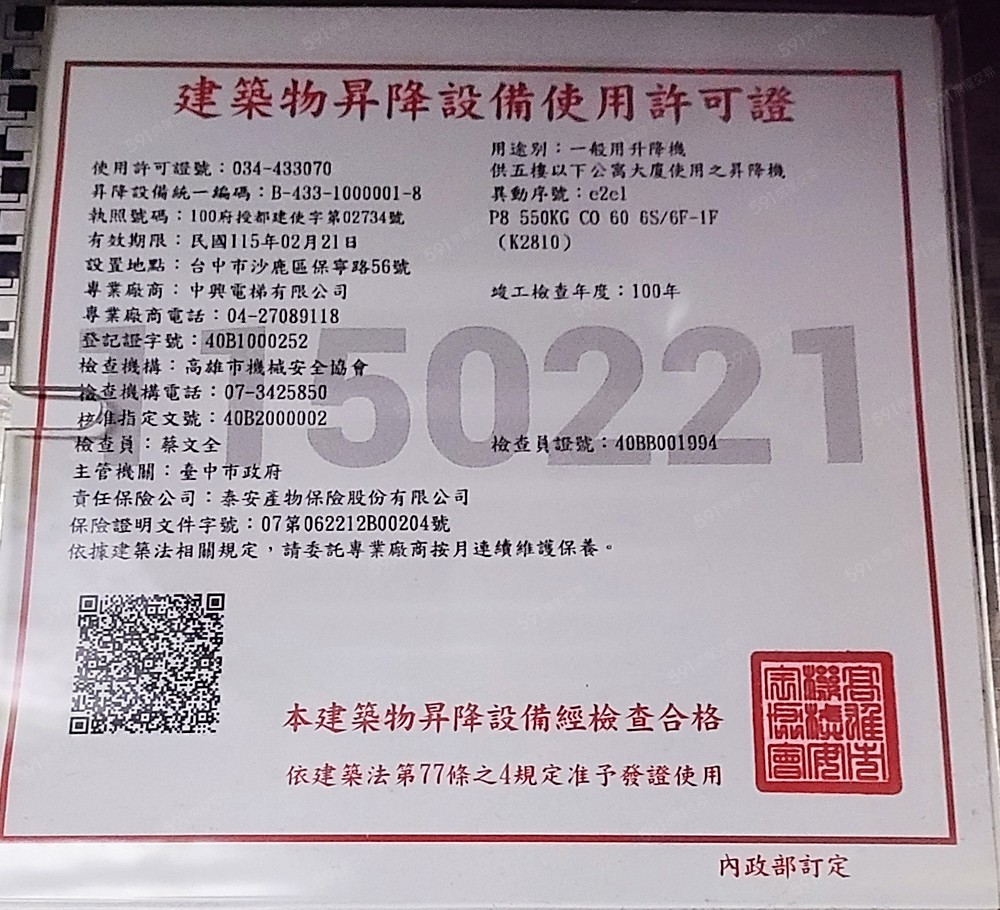 建築物昇降設備使用許可證
使用許可證號：034-433070
昇降設備統一編碼：B-433-1000001-8
執照號碼：100府授都建使字第02734號
有效期限：民國115年02月21日
設置地點：台中市沙鹿區保寧路56號
專業廠商：中興電梯有限公司
專業廠商電話：04-27089118
登記證字號：40B1000252
檢查機構：高雄市機械安全協會
檢查機構電話：07-3425850
核准指定文號：40B2000002
檢查員：蔡文全
主管機關：臺中市政府
責任保險公司：泰安產物保險股份有限公司
保險證明文件字號：07第062212B00204號
依據建築法相關規定，請委託專業廠商按月連續維護保養。
用途別：一般用升降機
供五樓以下公寓大廈使用之昇降機
異動序號：e2c1
P8 550KG CO 60 6S/6F-1F
（K2810）
竣工檢查年度：100年
檢查員證號：40BB001994
1150221
本建築物昇降設備經檢查合格
依建築法第77條之4規定准予發證使用
高雄市機械安全協會
內政部訂定